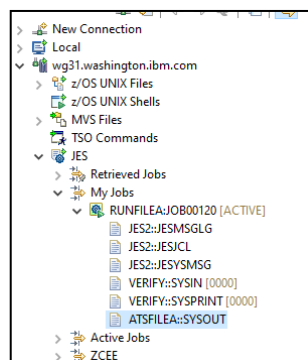 New Connection
Local
wg31.washington.ibm.com
z/OS UNIX Files
z/OS UNIX Shells
MVS Files
TSO Commands
JES
Retrieved Jobs
My Jobs
RUNFILEA:JOB00120 [ACTIVE]
JES2::JESMSGLG
JES2::JESJCL
JES2::JESYSMSG
VERIFY::SYSIN [0000]
VERIFY::SYSPRINT [0000]
ATSFILEA::SYSOUT
Active Jobs
ZCEE